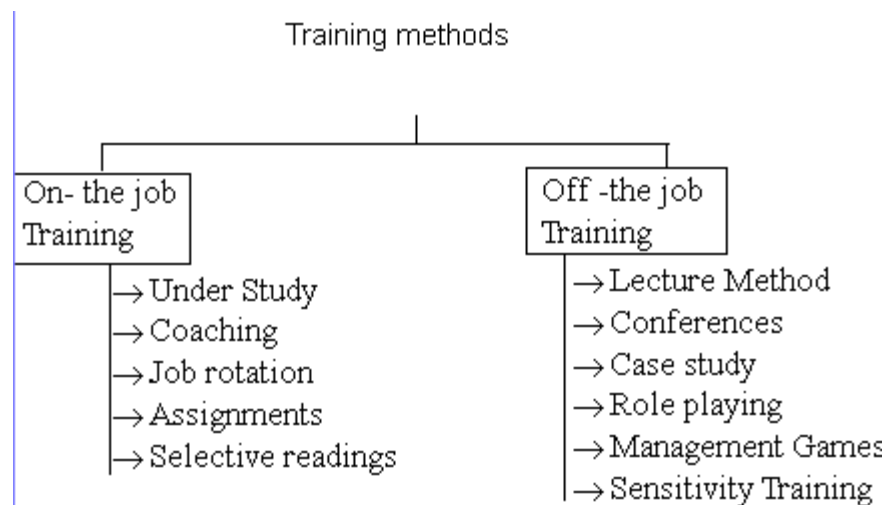 Training methods
On- the job
Training
Under Study
Coaching
Job rotation
Assignments
Selective readings
Off -the job
Training
Lecture Method
Conferences
Case study
Role playing
Management Games
Sensitivity Training